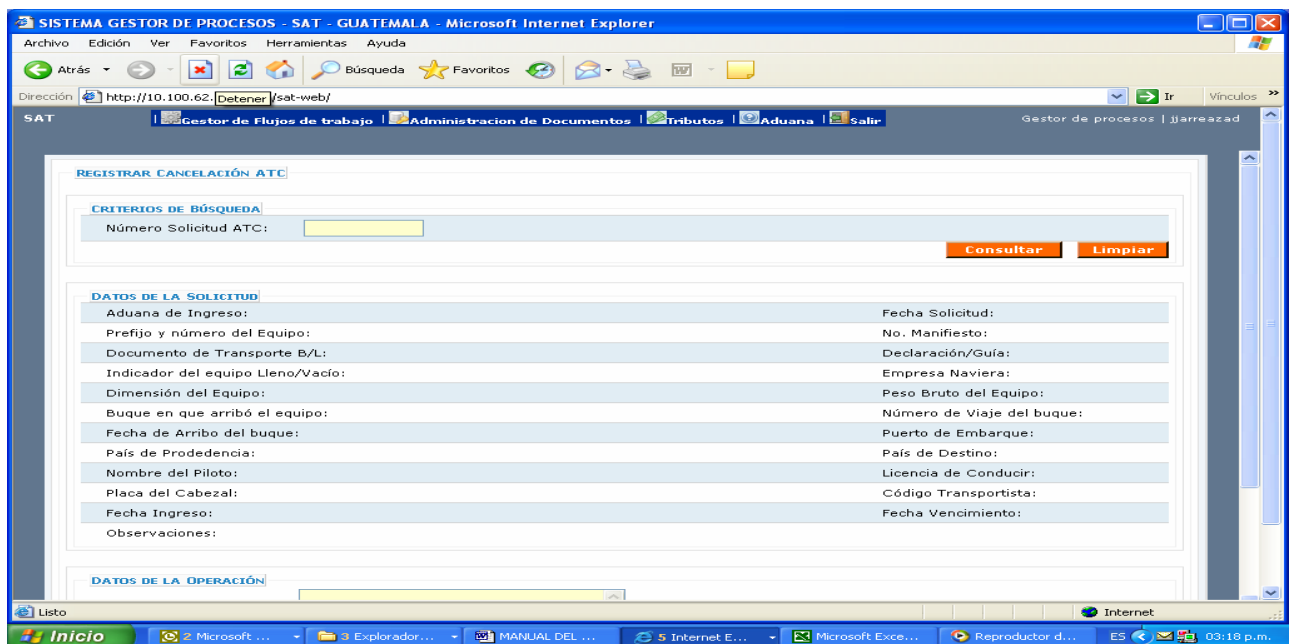 SISTEMA GESTOR DE PROCESOS - SAT - GUATEMALA - Microsoft Internet Explorer
Archivo Edición Ver Favoritos Herramientas Ayuda
Atrás Búsqueda Favoritos
Dirección http://10.100.62. Detener /sat-web/ Ir Vínculos »
SAT | Gestor de Flujos de trabajo | Administracion de Documentos | Tributos | Aduana | Salir Gestor de procesos | jjarreazad
REGISTRAR CANCELACIÓN ATC
CRITERIOS DE BÚSQUEDA
Número Solicitud ATC:
Consultar Limpiar
DATOS DE LA SOLICITUD
Aduana de Ingreso: Fecha Solicitud:
Prefijo y número del Equipo: No. Manifiesto:
Documento de Transporte B/L: Declaración/Guía:
Indicador del equipo Lleno/Vacío: Empresa Naviera:
Dimensión del Equipo: Peso Bruto del Equipo:
Buque en que arribó el equipo: Número de Viaje del buque:
Fecha de Arribo del buque: Puerto de Embarque:
País de Prodedencia: País de Destino:
Nombre del Piloto: Licencia de Conducir:
Placa del Cabezal: Código Transportista:
Fecha Ingreso: Fecha Vencimiento:
Observaciones:
DATOS DE LA OPERACIÓN
Listo Internet
Inicio 2 Microsoft ... 3 Explorador... MANUAL DEL ... 5 Internet E... Microsoft Exce... Reproductor d... ES 03:18 p.m.